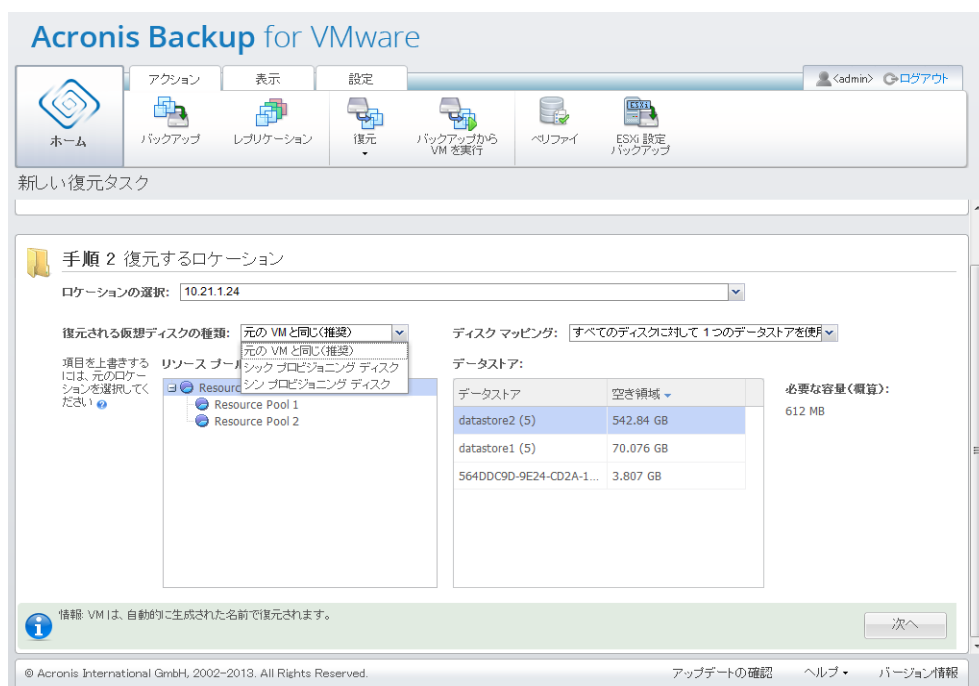 Acronis Backup for VMware
アクション
表示
設定
<admin>
ログアウト
ホーム
バックアップ
レプリケーション
復元
バックアップから
VM を実行
ベリファイ
ESXi
ESXi 設定
バックアップ
新しい復元タスク
手順 2 復元するロケーション
ロケーションの選択: 10.21.1.24
復元される仮想ディスクの種類: 元の VM と同じ(推奨)
ディスク マッピング: すべてのディスクに対して 1 つのデータストアを使用
元の VM と同じ(推奨)
シック プロビジョニング ディスク
シン プロビジョニング ディスク
項目を上書きする
には、元のロケー
ションを選択してく
ださい
リソース プー
Resourc
Resource Pool 1
Resource Pool 2
データストア:
データストア 空き領域
datastore2 (5) 542.84 GB
datastore1 (5) 70.076 GB
564DDC9D-9E24-CD2A-1... 3.807 GB
必要な容量(概算):
612 MB
情報: VM は、自動的に生成された名前で復元されます。
次へ
© Acronis International GmbH, 2002-2013. All Rights Reserved.
アップデートの確認
ヘルプ
バージョン情報